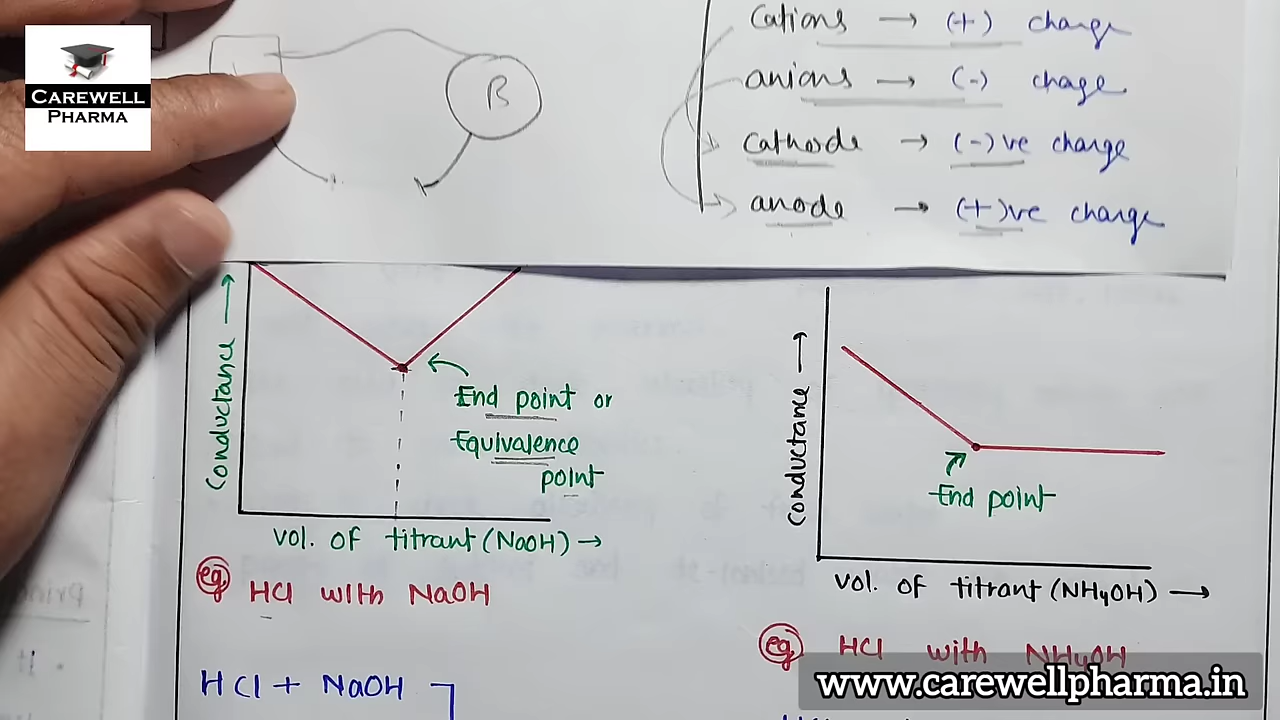 CAREWELL
PHARMA
B
Cations → (+) charge
anions → (-) chage
cathode → (-)ve charge
anode → (+)ve charge
Conductance →
End point or
Equivalence
point
vol. of titrant (NaOH) →
eg HCl with NaOH
HCl + NaOH
Conductance →
End point
vol. of titrant (NH4OH) →
eg HCl with NH4OH
www.carewellpharma.in